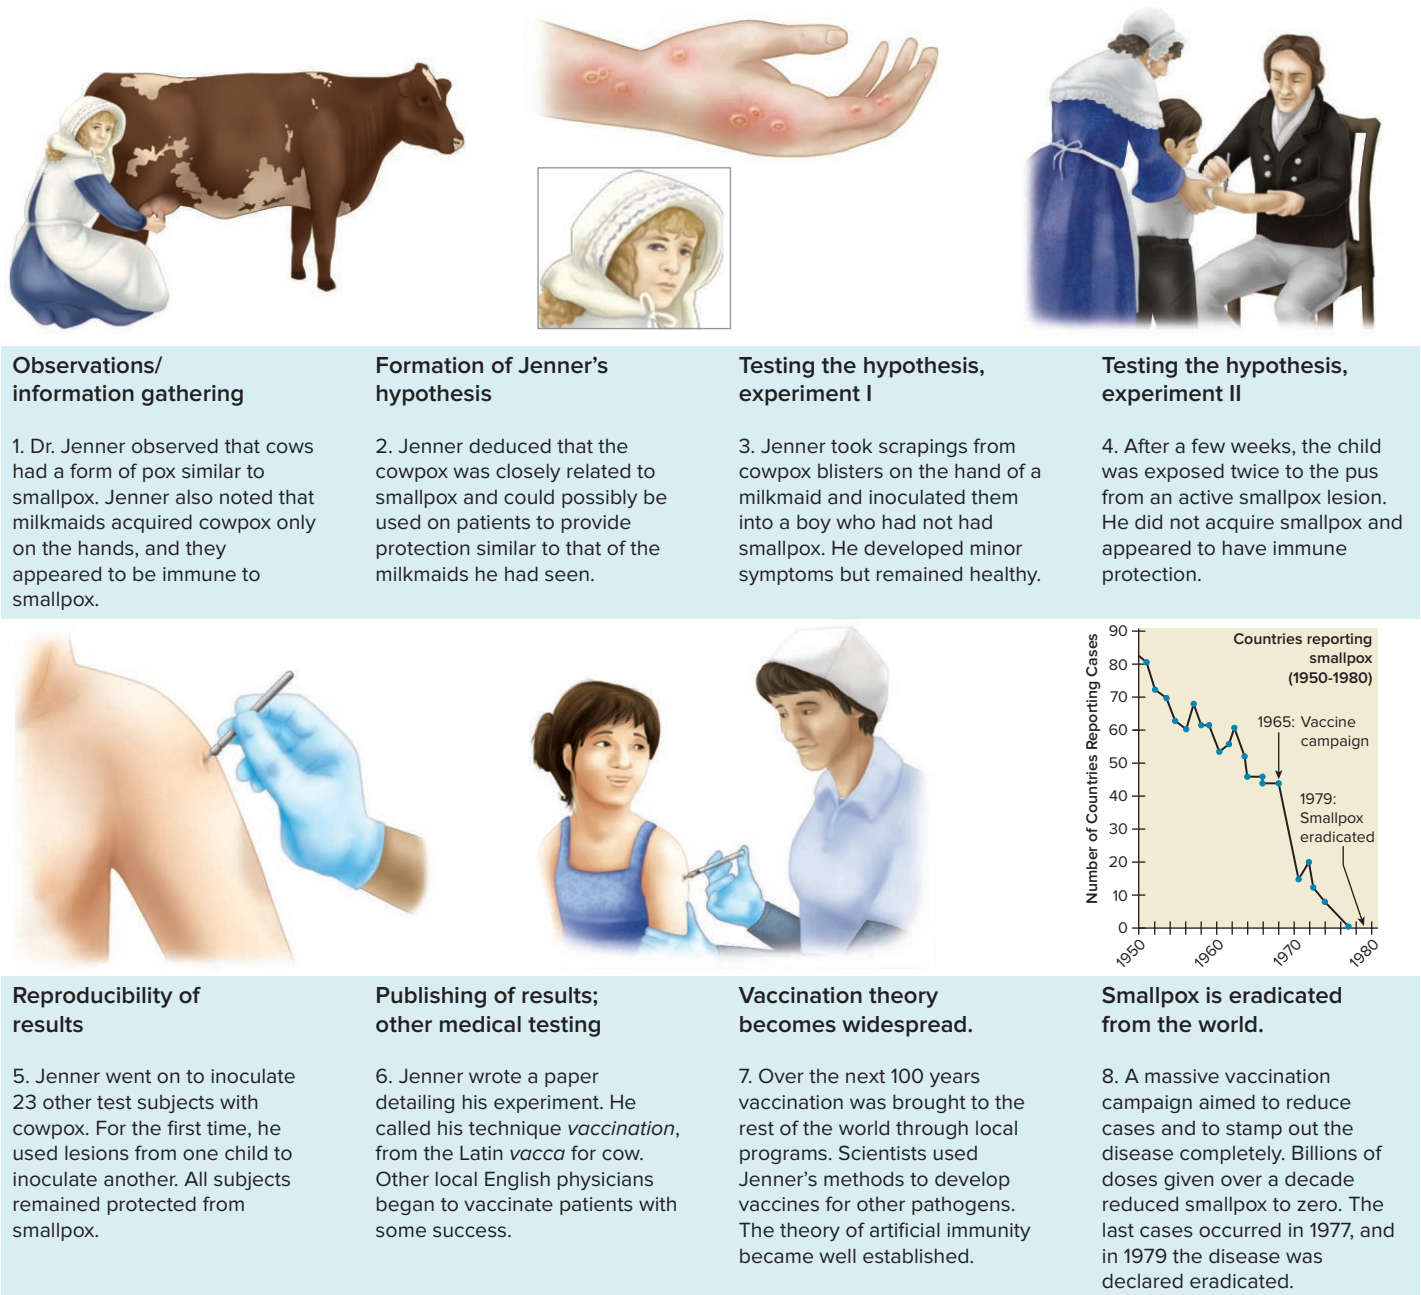 Observations/
information gathering
1. Dr. Jenner observed that cows
had a form of pox similar to
smallpox. Jenner also noted that
milkmaids acquired cowpox only
on the hands, and they
appeared to be immune to
smallpox.
Formation of Jenner’s
hypothesis
2. Jenner deduced that the
cowpox was closely related to
smallpox and could possibly be
used on patients to provide
protection similar to that of the
milkmaids he had seen.
Testing the hypothesis,
experiment I
3. Jenner took scrapings from
cowpox blisters on the hand of a
milkmaid and inoculated them
into a boy who had not had
smallpox. He developed minor
symptoms but remained healthy.
Testing the hypothesis,
experiment II
4. After a few weeks, the child
was exposed twice to the pus
from an active smallpox lesion.
He did not acquire smallpox and
appeared to have immune
protection.
Number of Countries Reporting Cases
90
80
70
60
50
40
30
20
10
0
Countries reporting
smallpox
(1950-1980)
1965: Vaccine
campaign
1979:
Smallpox
eradicated
1950
1960
1970
1980
Reproducibility of
results
5. Jenner went on to inoculate
23 other test subjects with
cowpox. For the first time, he
used lesions from one child to
inoculate another. All subjects
remained protected from
smallpox.
Publishing of results;
other medical testing
6. Jenner wrote a paper
detailing his experiment. He
called his technique vaccination,
from the Latin vacca for cow.
Other local English physicians
began to vaccinate patients with
some success.
Vaccination theory
becomes widespread.
7. Over the next 100 years
vaccination was brought to the
rest of the world through local
programs. Scientists used
Jenner’s methods to develop
vaccines for other pathogens.
The theory of artificial immunity
became well established.
Smallpox is eradicated
from the world.
8. A massive vaccination
campaign aimed to reduce
cases and to stamp out the
disease completely. Billions of
doses given over a decade
reduced smallpox to zero. The
last cases occurred in 1977, and
in 1979 the disease was
declared eradicated.